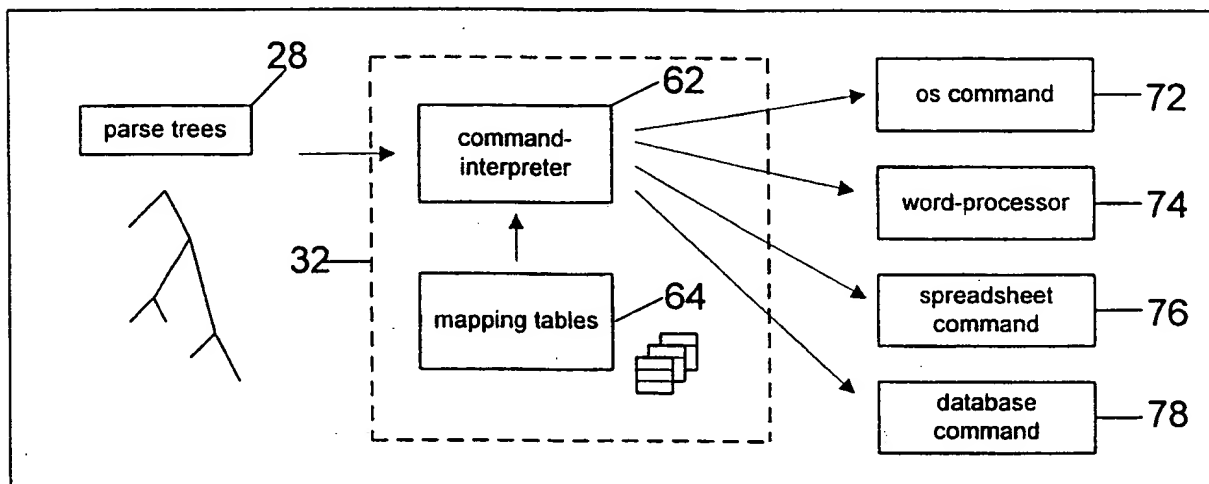 28
parse trees
32
62
command-
interpreter
mapping tables
64
os command
72
word-processor
74
spreadsheet
command
76
database
command
78